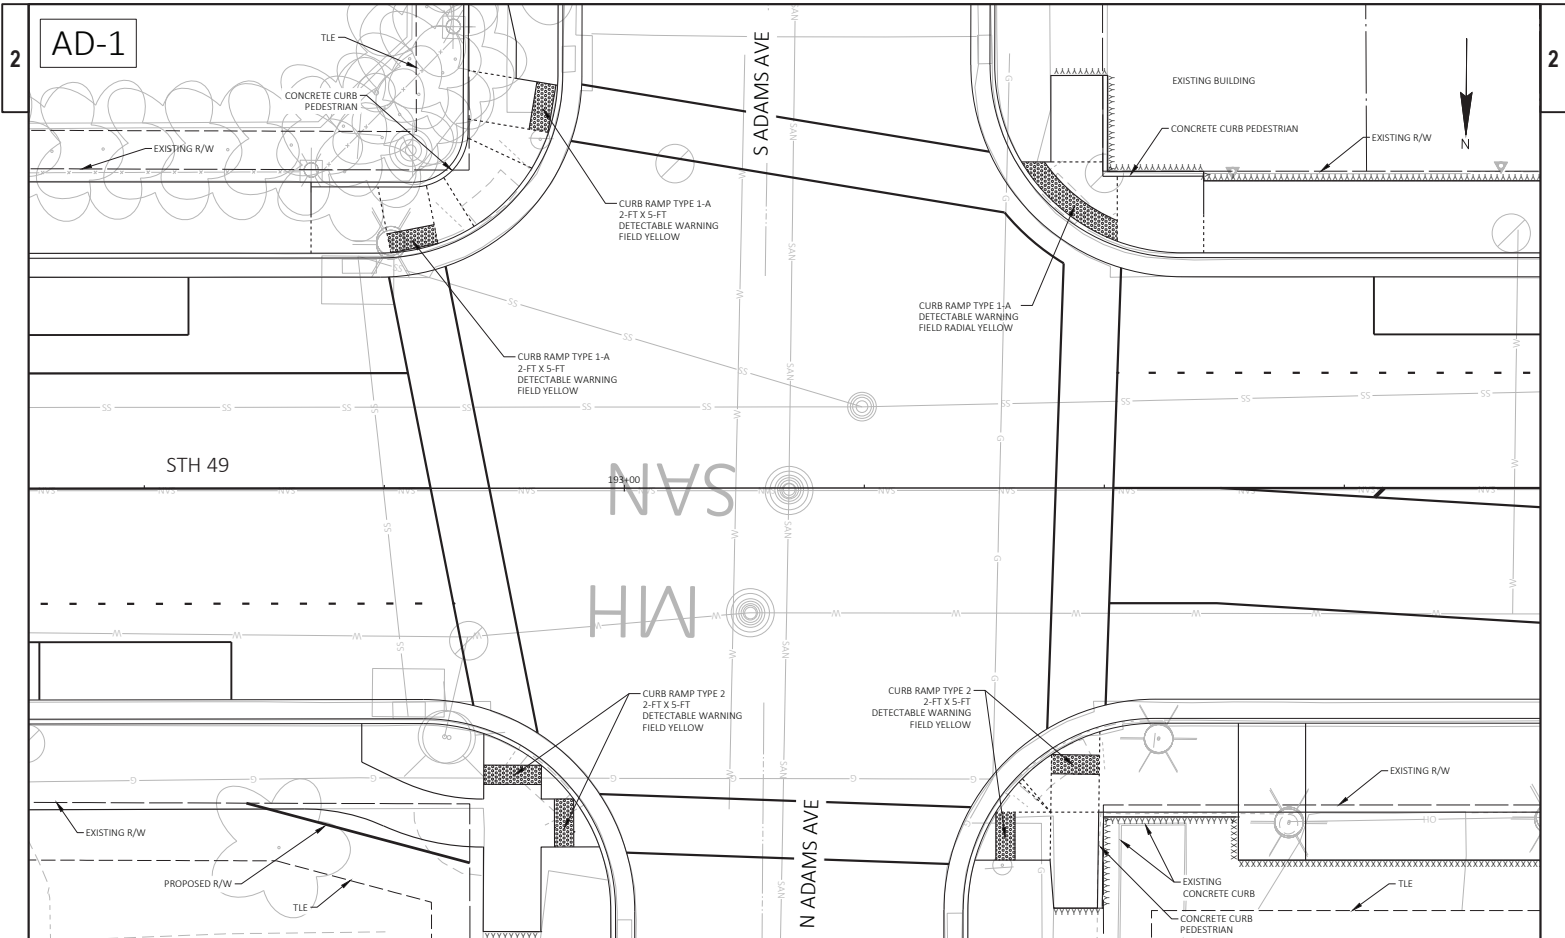 2
AD-1
2
TLE
CONCRETE CURB
PEDESTRIAN
EXISTING R/W
S ADAMS AVE
EXISTING BUILDING
CONCRETE CURB PEDESTRIAN
EXISTING R/W
N
CURB RAMP TYPE 1-A
2-FT X 5-FT
DETECTABLE WARNING
FIELD YELLOW
CURB RAMP TYPE 1-A
DETECTABLE WARNING
FIELD RADIAL YELLOW
CURB RAMP TYPE 1-A
2-FT X 5-FT
DETECTABLE WARNING
FIELD YELLOW
STH 49
193+00
SAN
MH
CURB RAMP TYPE 2
2-FT X 5-FT
DETECTABLE WARNING
FIELD YELLOW
CURB RAMP TYPE 2
2-FT X 5-FT
DETECTABLE WARNING
FIELD YELLOW
EXISTING R/W
EXISTING R/W
PROPOSED R/W
TLE
N ADAMS AVE
EXISTING
CONCRETE CURB
TLE
CONCRETE CURB
PEDESTRIAN